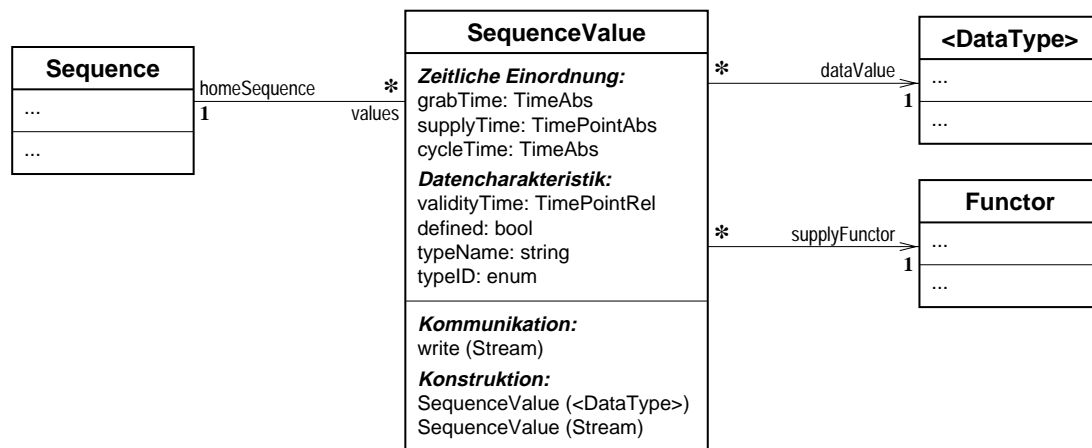 Sequence
...
...
homeSequence
1
*
values
SequenceValue
Zeitliche Einordnung:
grabTime: TimeAbs
supplyTime: TimePointAbs
cycleTime: TimeAbs
Datencharakteristik:
validityTime: TimePointRel
defined: bool
typeName: string
typeID: enum
Kommunikation:
write (Stream)
Konstruktion:
SequenceValue (<DataType>)
SequenceValue (Stream)
*
dataValue
1
<DataType>
...
...
*
supplyFunctor
1
Functor
...
...